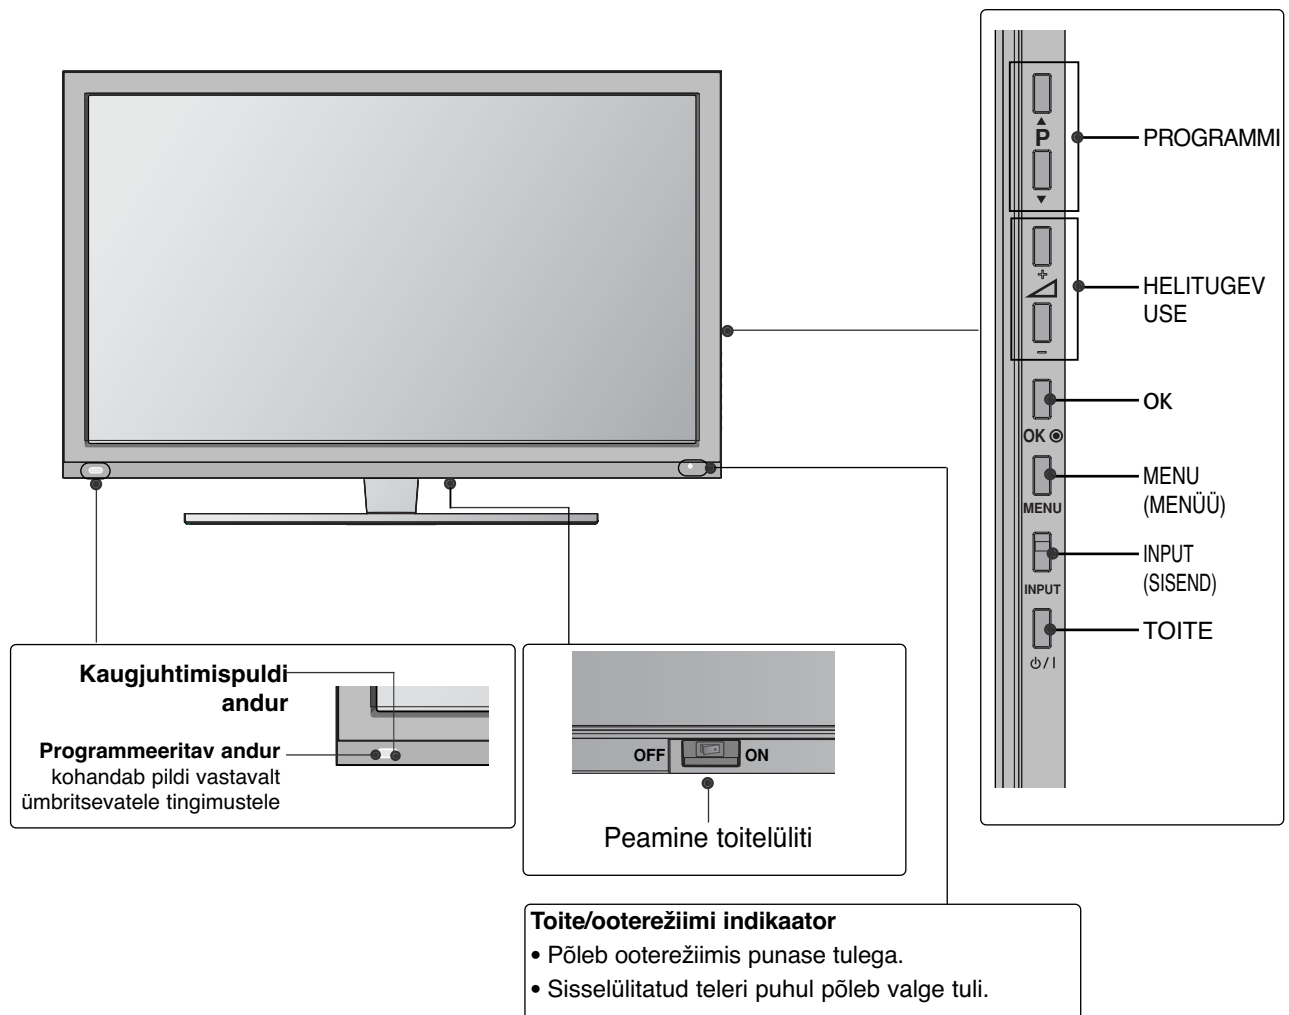 P
PROGRAMMI
+
HELITUGEV
USE
-
OK
OK
MENU
(MENÜÜ)
MENU
INPUT
(SISEND)
INPUT
TOITE
/ I
Kaugjuhtimispuldi
andur
Programmeeritav andur
kohandab pildi vastavalt
ümbritsevatele tingimustele
OFF
ON
Peamine toitelüliti
Toite/ooterežiimi indikaator
• Põleb ooterežiimis punase tulega.
• Sisselülitatud teleri puhul põleb valge tuli.